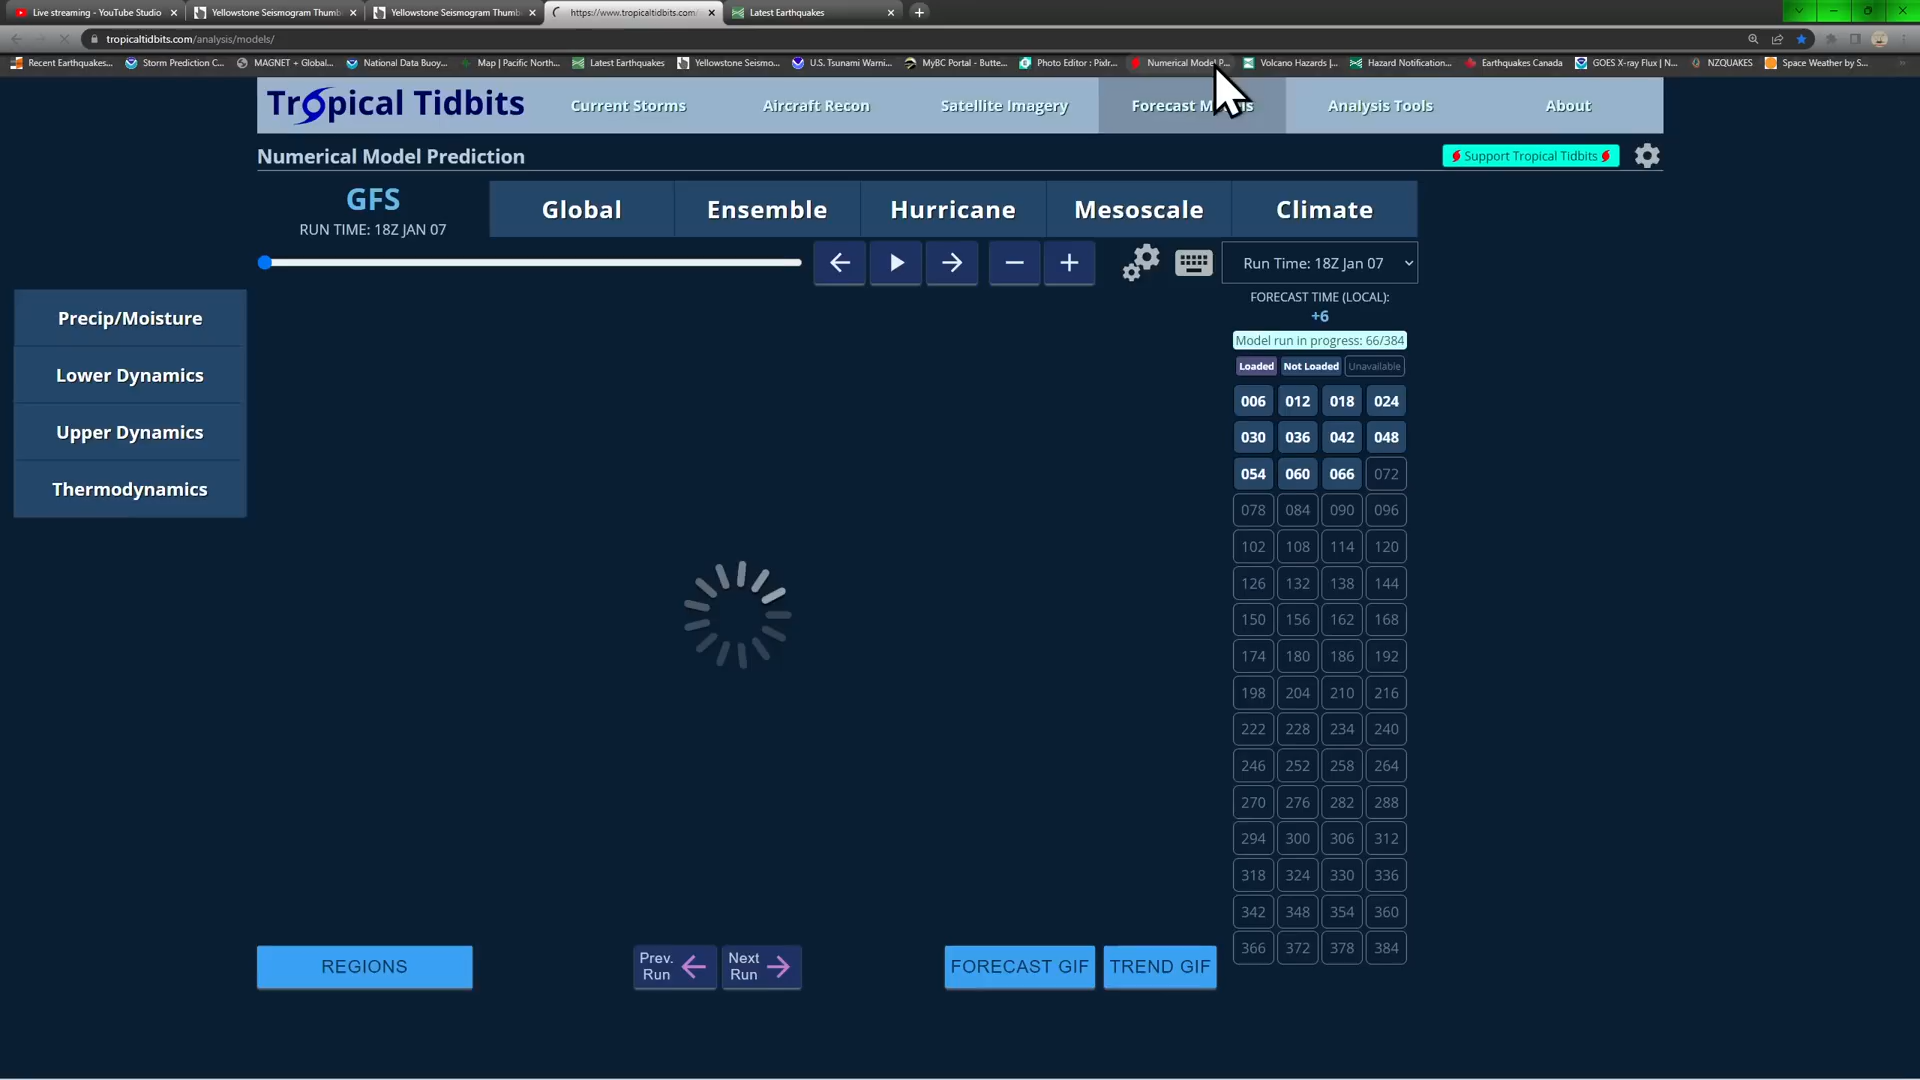 Live streaming - YouTube Studio
Yellowstone Seismogram Thumb
Yellowstone Seismogram Thumb
https://www.tropicaltidbits.com/
Latest Earthquakes
tropicaltidbits.com/analysis/models/
Recent Earthquakes...
Storm Prediction C...
MAGNET + Global...
National Data Buoy...
Map | Pacific North...
Latest Earthquakes
Yellowstone Seismo...
U.S. Tsunami Warni...
MyBC Portal - Butte...
Photo Editor : Pixlr...
Numerical Model P...
Volcano Hazards |...
Hazard Notification...
Earthquakes Canada
GOES X-ray Flux | N...
NZQUAKES
Space Weather by S...
Tropical Tidbits
Current Storms
Aircraft Recon
Satellite Imagery
Forecast Models
Analysis Tools
About
Numerical Model Prediction
Support Tropical Tidbits
GFS
RUN TIME: 18Z JAN 07
Global
Ensemble
Hurricane
Mesoscale
Climate
Run Time: 18Z Jan 07
FORECAST TIME (LOCAL):
+6
Model run in progress: 66/384
Loaded Not Loaded Unavailable
Precip/Moisture
Lower Dynamics
Upper Dynamics
Thermodynamics
006 012 018 024
030 036 042 048
054 060 066 072
078 084 090 096
102 108 114 120
126 132 138 144
150 156 162 168
174 180 186 192
198 204 210 216
222 228 234 240
246 252 258 264
270 276 282 288
294 300 306 312
318 324 330 336
342 348 354 360
366 372 378 384
REGIONS
Prev.
Run
Next
Run
FORECAST GIF
TREND GIF